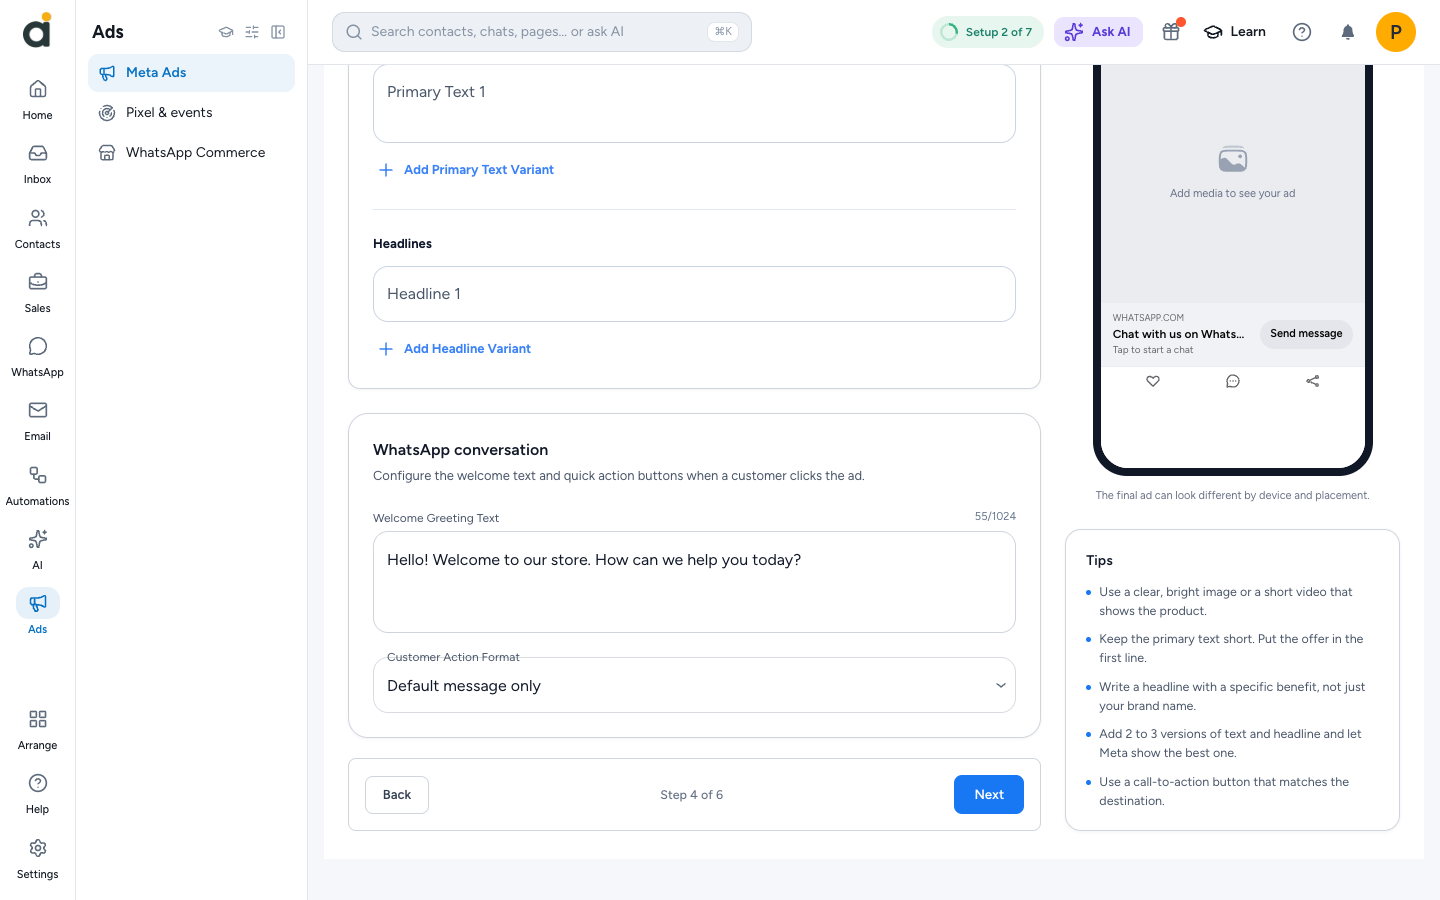 Ads
Search contacts, chats, pages... or ask AI
⌘K
Setup 2 of 7
Ask AI
Learn
P
Home
Inbox
Contacts
Sales
WhatsApp
Email
Automations
AI
Ads
Arrange
Help
Settings
Meta Ads
Pixel & events
WhatsApp Commerce
Primary Text 1
Add Primary Text Variant
Headlines
Headline 1
Add Headline Variant
WhatsApp conversation
Configure the welcome text and quick action buttons when a customer clicks the ad.
Welcome Greeting Text
55/1024
Hello! Welcome to our store. How can we help you today?
Customer Action Format
Default message only
Back
Step 4 of 6
Next
Add media to see your ad
WHATSAPP.COM
Chat with us on Whats...
Tap to start a chat
Send message
The final ad can look different by device and placement.
Tips
Use a clear, bright image or a short video that
shows the product.
Keep the primary text short. Put the offer in the
first line.
Write a headline with a specific benefit, not just
your brand name.
Add 2 to 3 versions of text and headline and let
Meta show the best one.
Use a call-to-action button that matches the
destination.